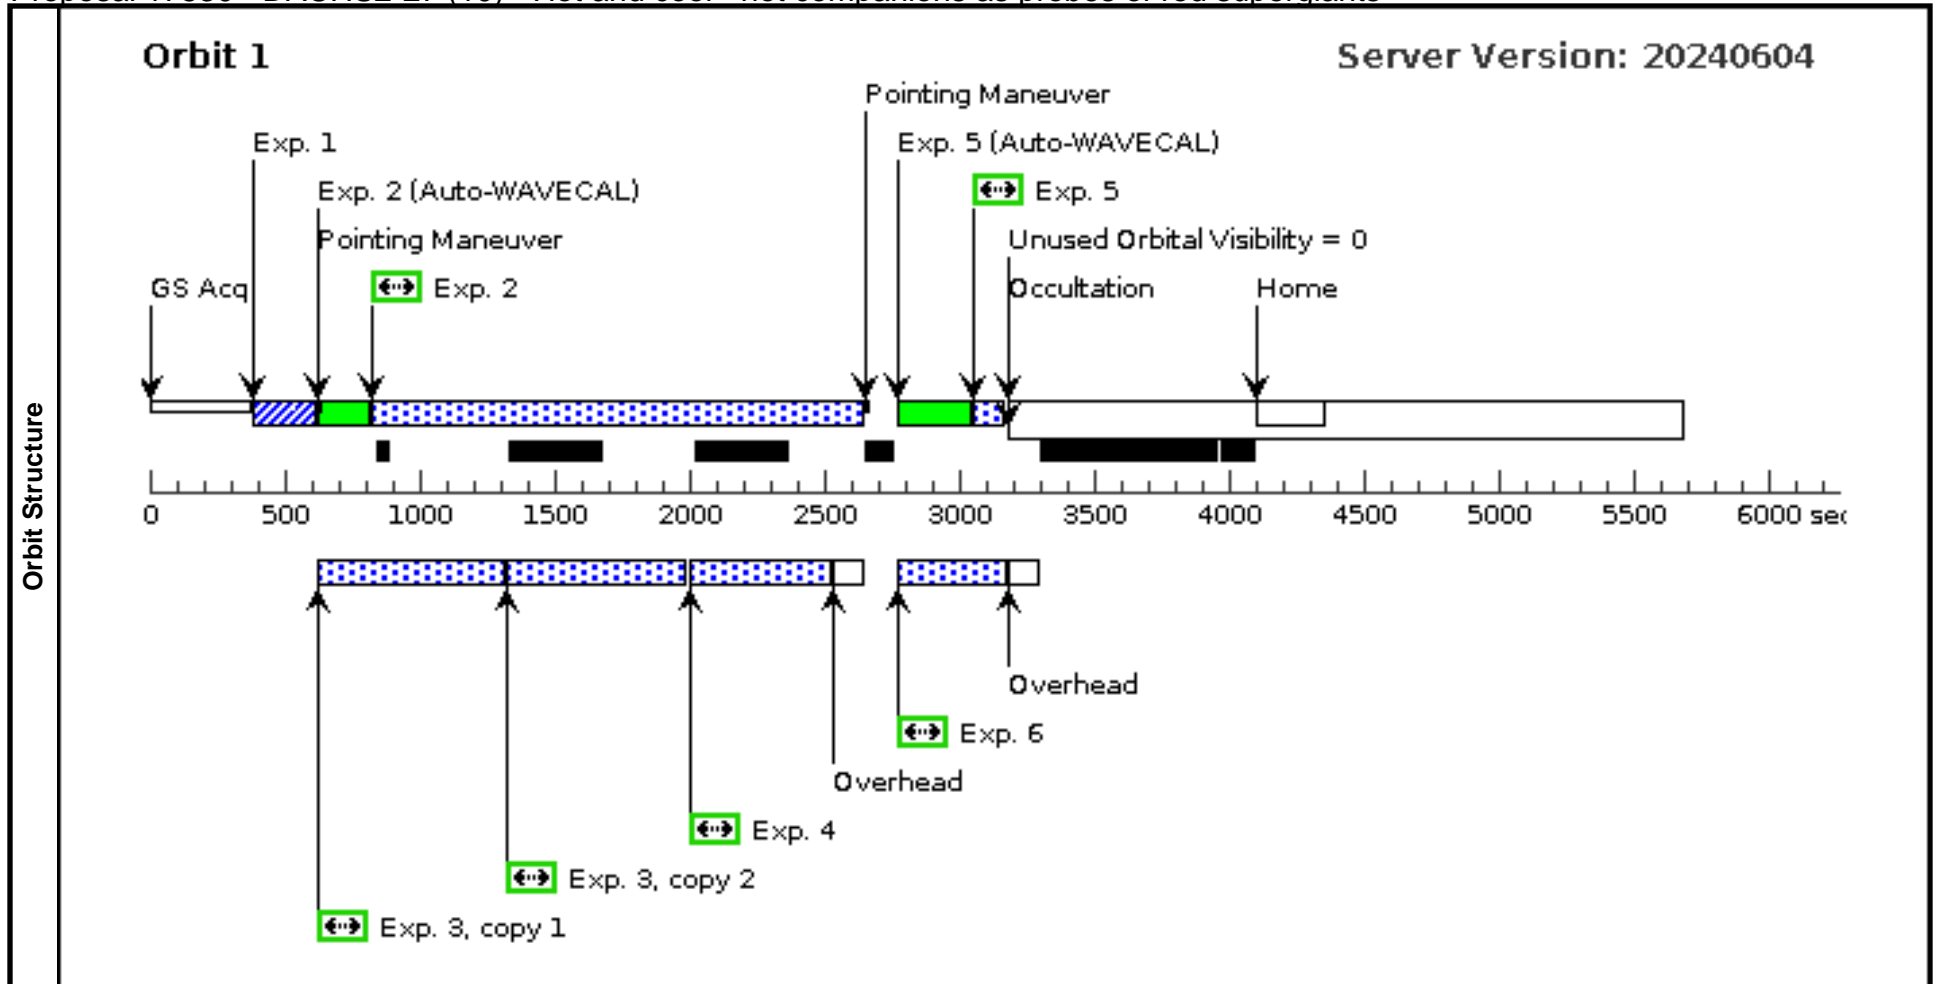 Orbit 1
Server Version: 20240604
Pointing Maneuver
Exp. 1
Exp. 5 (Auto-WAVECAL)
Exp. 2 (Auto-WAVECAL)
Exp. 5
Pointing Maneuver
Unused Orbital Visibility = 0
GS Acq
Exp. 2
Occultation
Home
Orbit Structure
0 500 1000 1500 2000 2500 3000 3500 4000 4500 5000 5500 6000
Overhead
Exp. 6
Overhead
Exp. 4
Exp. 3, copy 2
Exp. 3, copy 1